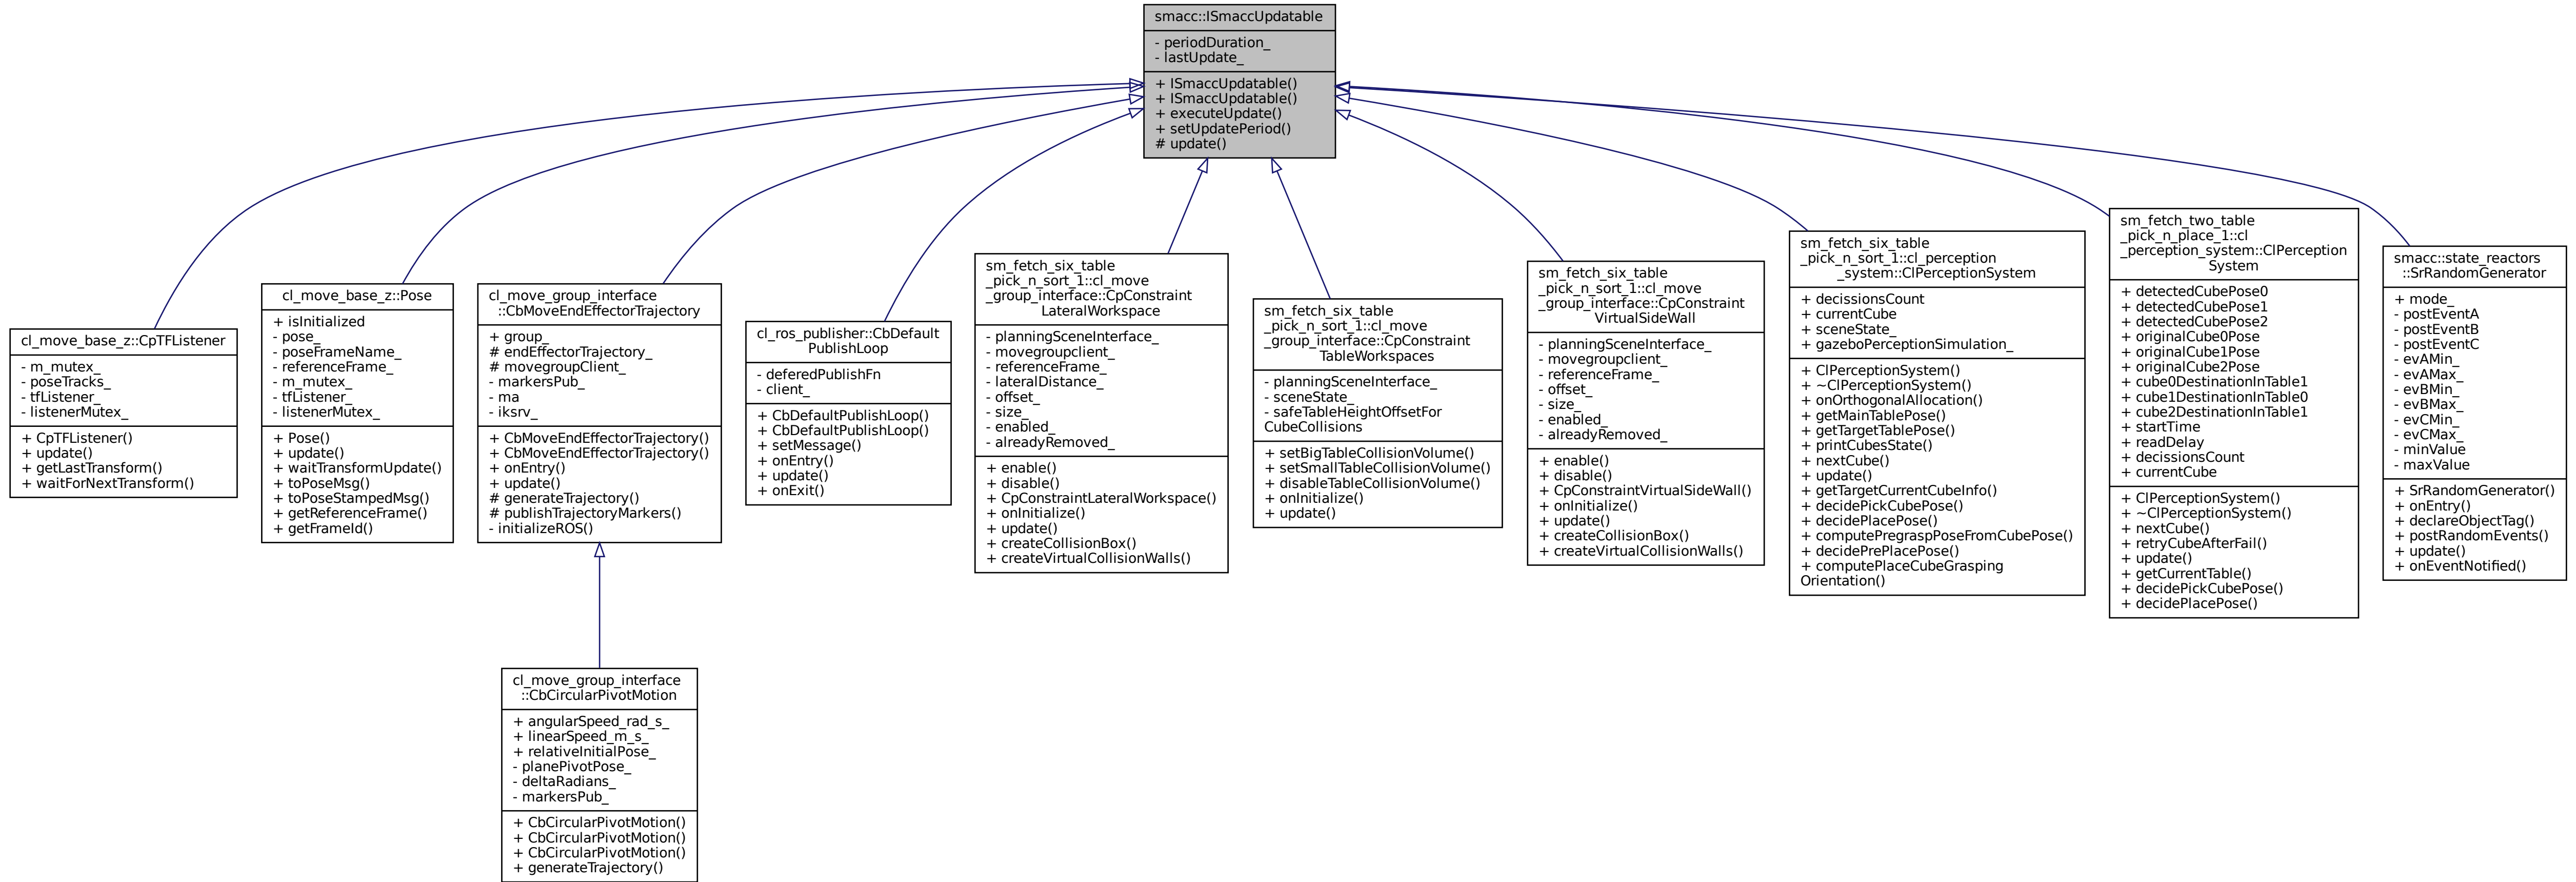 smacc::ISmaccUpdatable
- periodDuration_
- lastUpdate_
+ ISmaccUpdatable()
+ ISmaccUpdatable()
+ executeUpdate()
+ setUpdatePeriod()
# update()
cl_move_base_z::CpTFListener
- m_mutex_
- poseTracks_
- tfListener_
- listenerMutex_
+ CpTFListener()
+ update()
+ getLastTransform()
+ waitForNextTransform()
cl_move_base_z::Pose
+ isInitialized
- pose_
- poseFrameName_
- referenceFrame_
- m_mutex_
- tfListener_
- listenerMutex_
+ Pose()
+ update()
+ waitTransformUpdate()
+ toPoseMsg()
+ toPoseStampedMsg()
+ getReferenceFrame()
+ getFrameId()
cl_move_group_interface
::CbMoveEndEffectorTrajectory
+ group_
# endEffectorTrajectory_
# movegroupClient_
- markersPub_
- ma
- iksrv_
+ CbMoveEndEffectorTrajectory()
+ CbMoveEndEffectorTrajectory()
+ onEntry()
+ update()
# generateTrajectory()
# publishTrajectoryMarkers()
- initializeROS()
cl_ros_publisher::CbDefault
PublishLoop
- deferedPublishFn
- client_
+ CbDefaultPublishLoop()
+ CbDefaultPublishLoop()
+ setMessage()
+ onEntry()
+ update()
+ onExit()
sm_fetch_six_table
_pick_n_sort_1::cl_move
_group_interface::CpConstraint
LateralWorkspace
- planningSceneInterface_
- movegroupclient_
- referenceFrame_
- lateralDistance_
- offset_
- size_
- enabled_
- alreadyRemoved_
+ enable()
+ disable()
+ CpConstraintLateralWorkspace()
+ onInitialize()
+ update()
+ createCollisionBox()
+ createVirtualCollisionWalls()
sm_fetch_six_table
_pick_n_sort_1::cl_move
_group_interface::CpConstraint
TableWorkspaces
- planningSceneInterface_
- sceneState_
- safeTableHeightOffsetFor
CubeCollisions
+ setBigTableCollisionVolume()
+ setSmallTableCollisionVolume()
+ disableTableCollisionVolume()
+ onInitialize()
+ update()
sm_fetch_six_table
_pick_n_sort_1::cl_move
_group_interface::CpConstraint
VirtualSideWall
- planningSceneInterface_
- movegroupclient_
- referenceFrame_
- offset_
- size_
- enabled_
- alreadyRemoved_
+ enable()
+ disable()
+ CpConstraintVirtualSideWall()
+ onInitialize()
+ update()
+ createCollisionBox()
+ createVirtualCollisionWalls()
sm_fetch_six_table
_pick_n_sort_1::cl_perception
_system::ClPerceptionSystem
+ decissionsCount
+ currentCube
+ sceneState_
+ gazeboPerceptionSimulation_
+ ClPerceptionSystem()
+ ~ClPerceptionSystem()
+ onOrthogonalAllocation()
+ getMainTablePose()
+ getTargetTablePose()
+ printCubesState()
+ nextCube()
+ update()
+ getTargetCurrentCubeInfo()
+ decidePickCubePose()
+ decidePlacePose()
+ computePregraspPoseFromCubePose()
+ decidePrePlacePose()
+ computePlaceCubeGrasping
Orientation()
sm_fetch_two_table
_pick_n_place_1::cl
_perception_system::ClPerception
System
+ detectedCubePose0
+ detectedCubePose1
+ detectedCubePose2
+ originalCube0Pose
+ originalCube1Pose
+ originalCube2Pose
+ cube0DestinationInTable1
+ cube1DestinationInTable0
+ cube2DestinationInTable1
+ startTime
+ readDelay
+ decissionsCount
+ currentCube
+ ClPerceptionSystem()
+ ~ClPerceptionSystem()
+ nextCube()
+ retryCubeAfterFail()
+ update()
+ getCurrentTable()
+ decidePickCubePose()
+ decidePlacePose()
smacc::state_reactors
::SrRandomGenerator
+ mode_
- postEventA
- postEventB
- postEventC
- evAMin_
- evAMax_
- evBMin_
- evBMax_
- evCMin_
- evCMax_
- minValue
- maxValue
+ SrRandomGenerator()
+ onEntry()
+ declareObjectTag()
+ postRandomEvents()
+ update()
+ onEventNotified()
cl_move_group_interface
::CbCircularPivotMotion
+ angularSpeed_rad_s_
+ linearSpeed_m_s_
+ relativeInitialPose_
- planePivotPose_
- deltaRadians_
- markersPub_
+ CbCircularPivotMotion()
+ CbCircularPivotMotion()
+ CbCircularPivotMotion()
+ generateTrajectory()